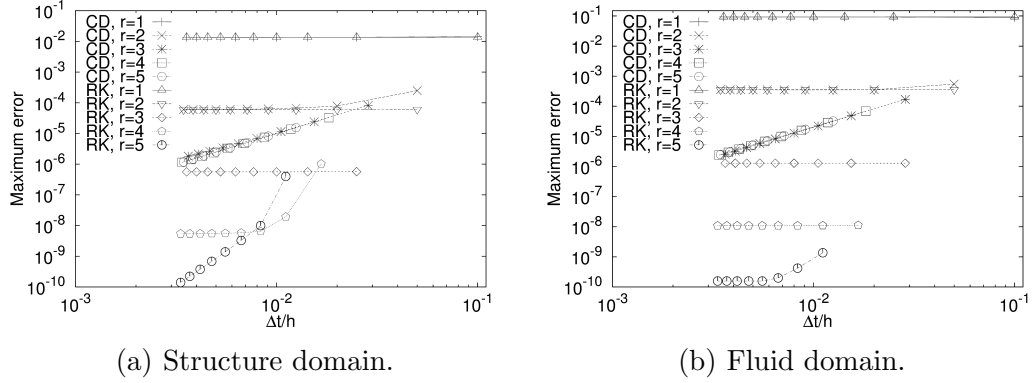 10^-1
10^-2
10^-3
10^-4
10^-5
10^-6
10^-7
10^-8
10^-9
10^-10
Maximum error
CD, r=1
CD, r=2
CD, r=3
CD, r=4
CD, r=5
RK, r=1
RK, r=2
RK, r=3
RK, r=4
RK, r=5
10^-3
10^-2
10^-1
Δt/h
(a) Structure domain.
10^-1
10^-2
10^-3
10^-4
10^-5
10^-6
10^-7
10^-8
10^-9
10^-10
Maximum error
CD, r=1
CD, r=2
CD, r=3
CD, r=4
CD, r=5
RK, r=1
RK, r=2
RK, r=3
RK, r=4
RK, r=5
10^-3
10^-2
10^-1
Δt/h
(b) Fluid domain.